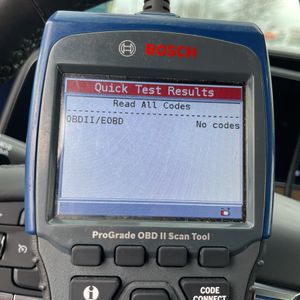 BOSCH
Quick Test Results
Read All Codes
OBDII/EOBD
No codes
ProGrade OBD II Scan Tool
i
CODE
CONNECT